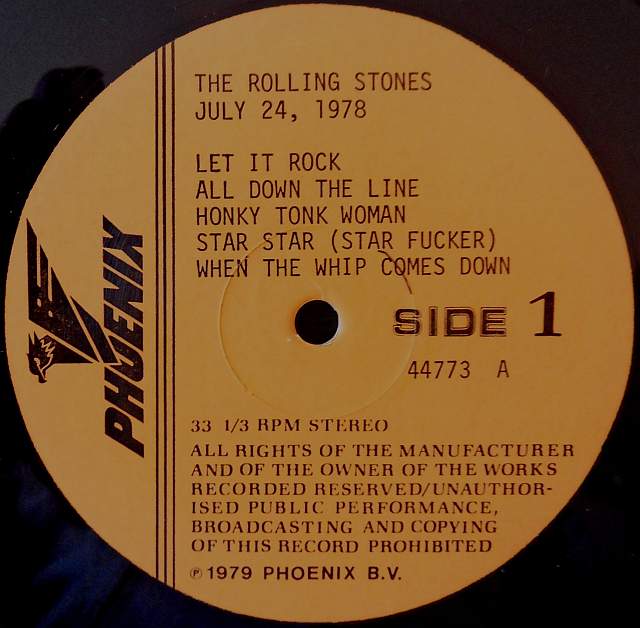 THE ROLLING STONES
JULY 24, 1978
LET IT ROCK
ALL DOWN THE LINE
HONKY TONK WOMAN
STAR STAR (STAR FUCKER)
WHEN THE WHIP COMES DOWN
PHOENIX
SIDE 1
44773 A
33 1/3 RPM STEREO
ALL RIGHTS OF THE MANUFACTURER
AND OF THE OWNER OF THE WORKS
RECORDED RESERVED/UNAUTHOR-
ISED PUBLIC PERFORMANCE,
BROADCASTING AND COPYING
OF THIS RECORD PROHIBITED
℗ 1979 PHOENIX B.V.